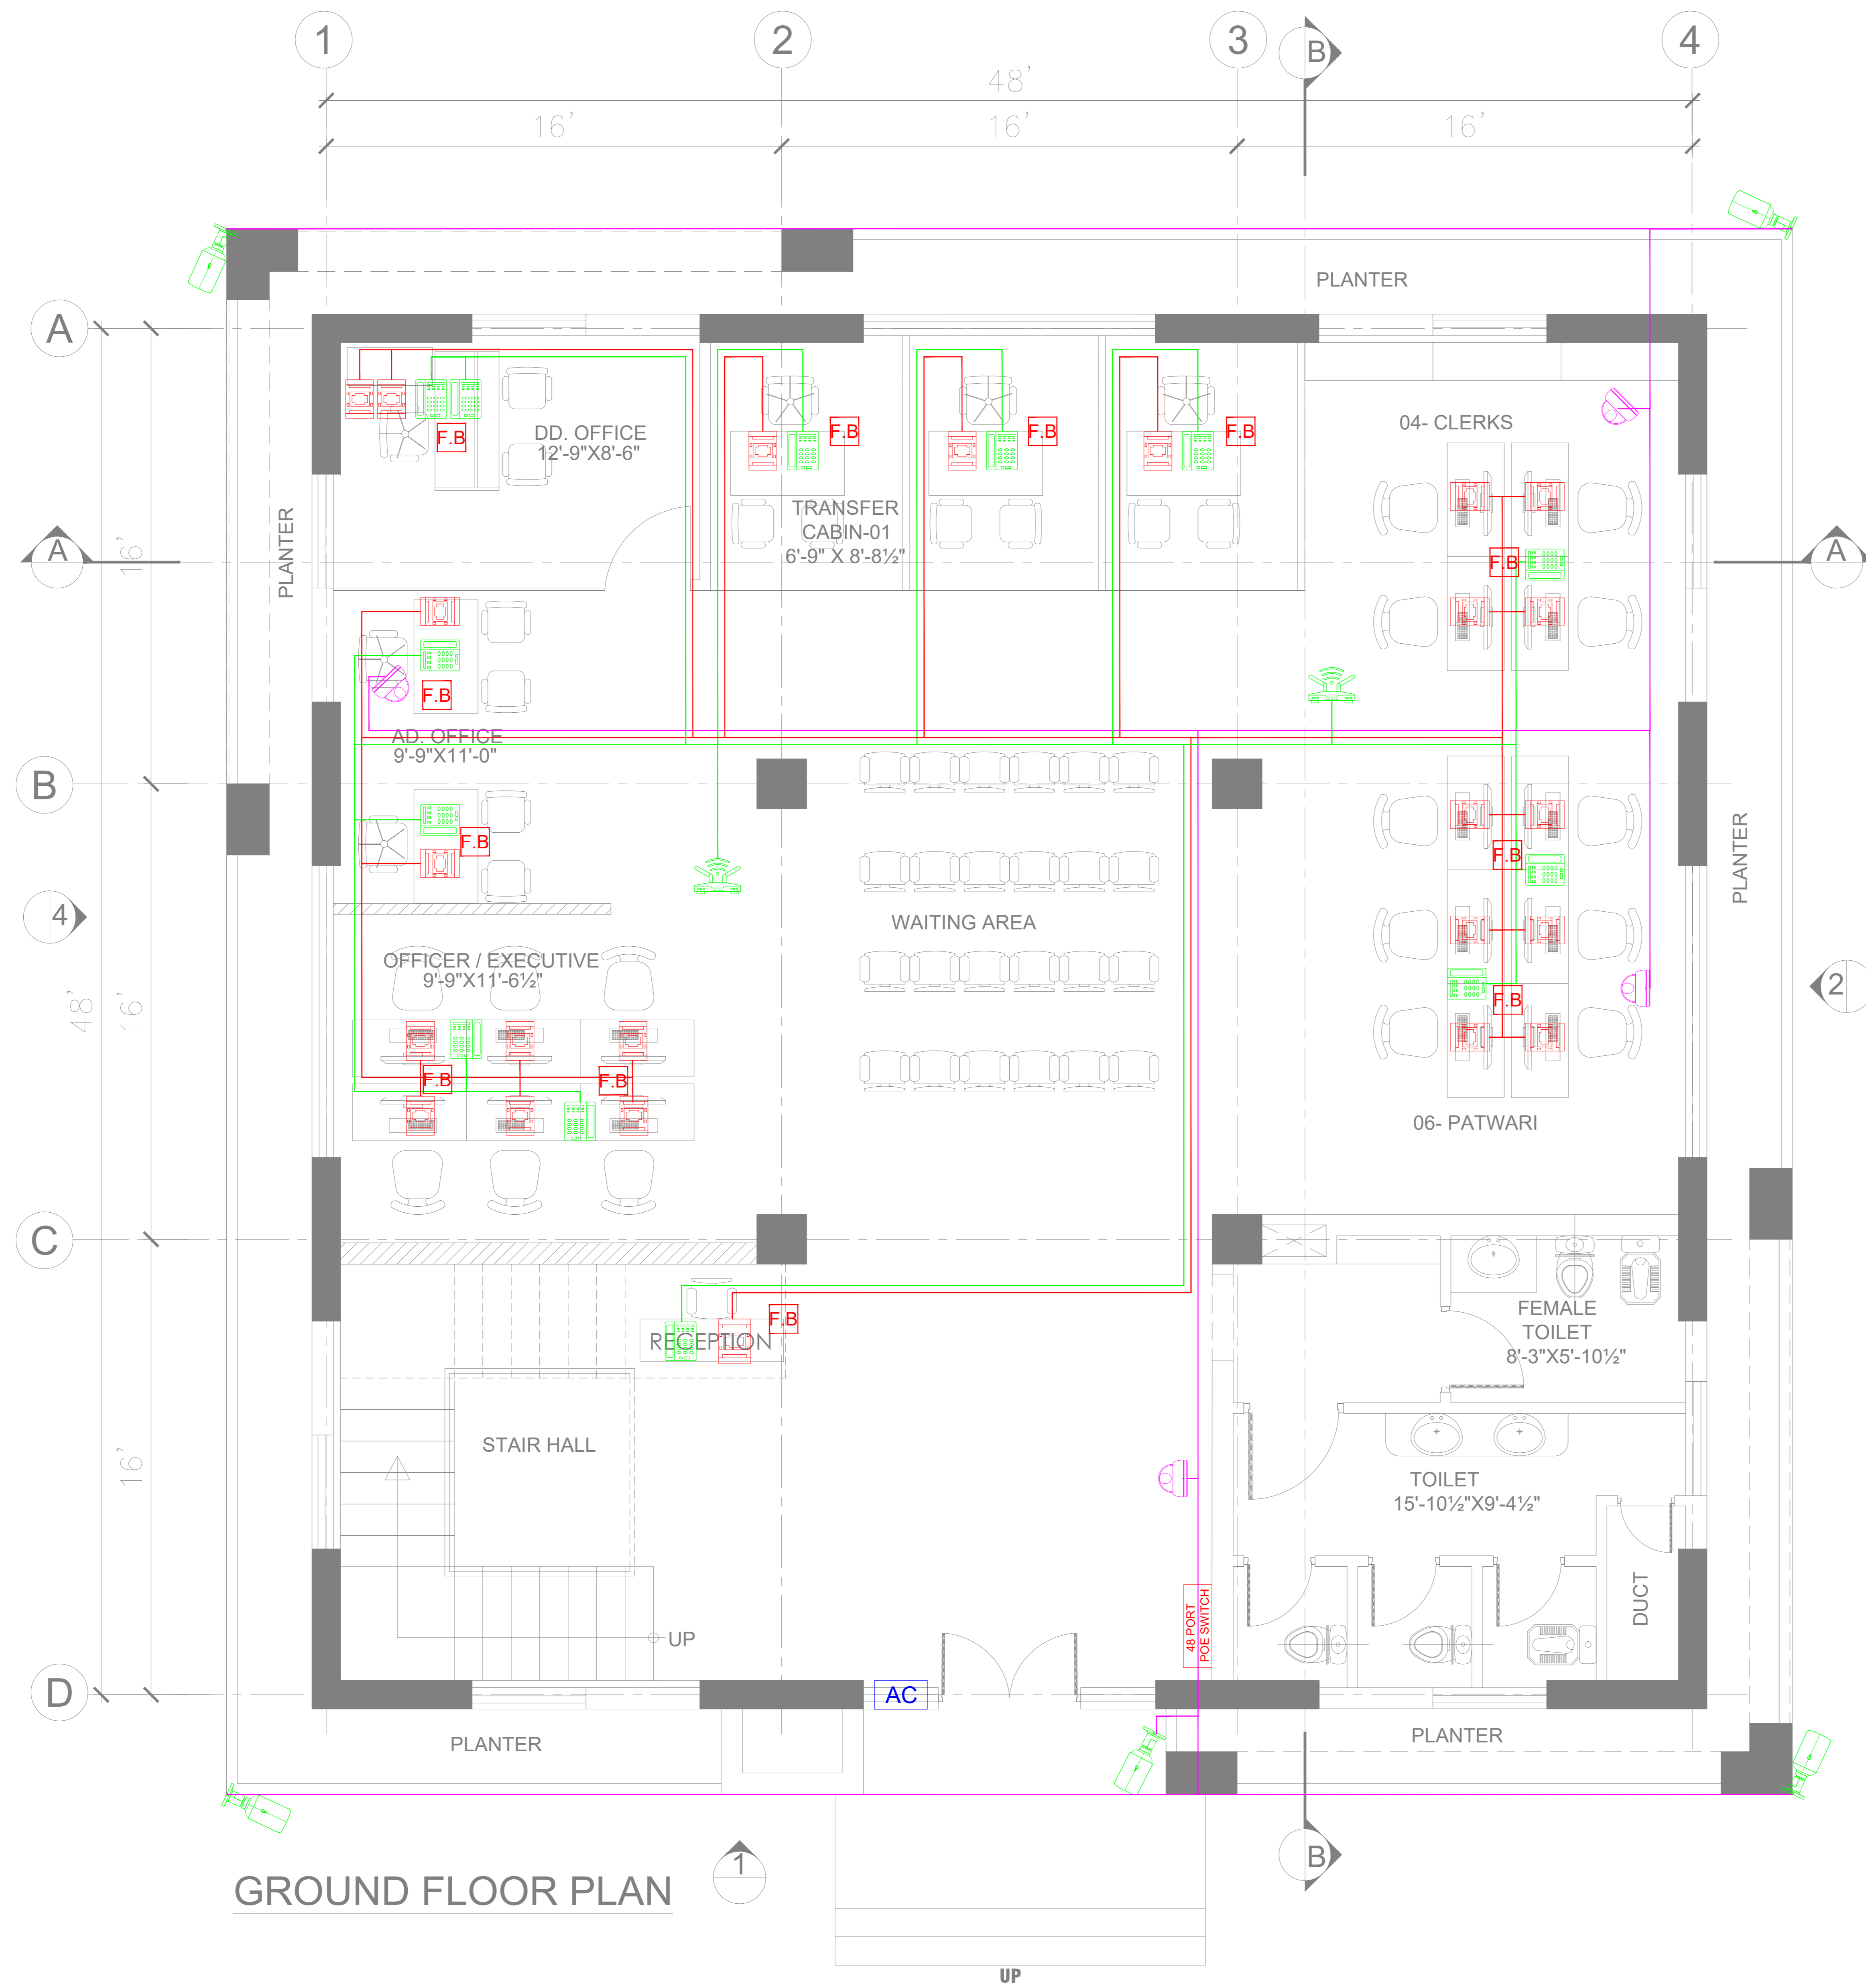 1
2
3
B
4
48'
16'
16'
16'
PLANTER
A
04- CLERKS
F.B
DD. OFFICE
12'-9"X8'-6"
F.B
F.B
F.B
TRANSFER
CABIN-01
6'-9" X 8'-8½"
PLANTER
A
16'
F.B
A
F.B
AD. OFFICE
9'-9"X11'-0"
B
F.B
F.B
PLANTER
4
WAITING AREA
OFFICER / EXECUTIVE
9'-9"X11'-6½"
48'
16'
F.B
2
F.B
F.B
06- PATWARI
C
F.B
RECEPTION
FEMALE
TOILET
8'-3"X5'-10½"
STAIR HALL
16'
TOILET
15'-10½"X9'-4½"
DUCT
48 PORT
POE SWITCH
UP
D
AC
PLANTER
PLANTER
1
B
GROUND FLOOR PLAN
UP